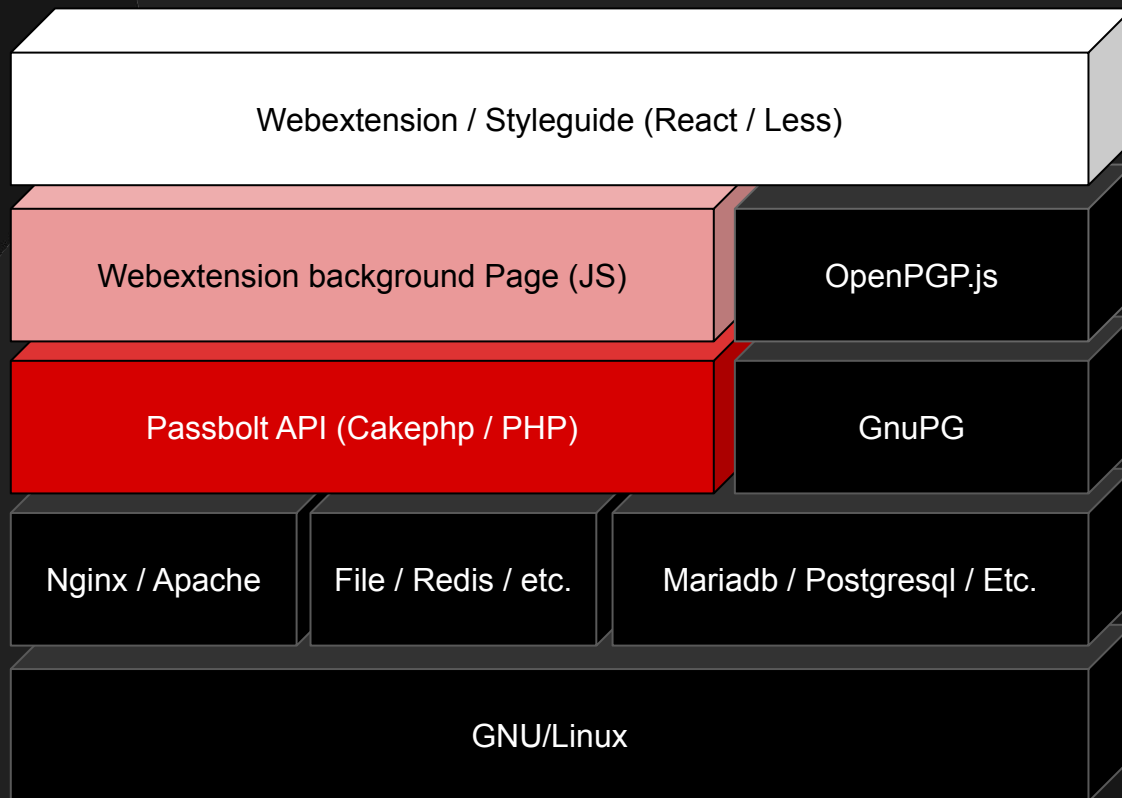 Webextension / Styleguide (React / Less)
Webextension background Page (JS)
OpenPGP.js
Passbolt API (Cakephp / PHP)
GnuPG
Nginx / Apache
File / Redis / etc.
Mariadb / Postgresql / Etc.
GNU/Linux